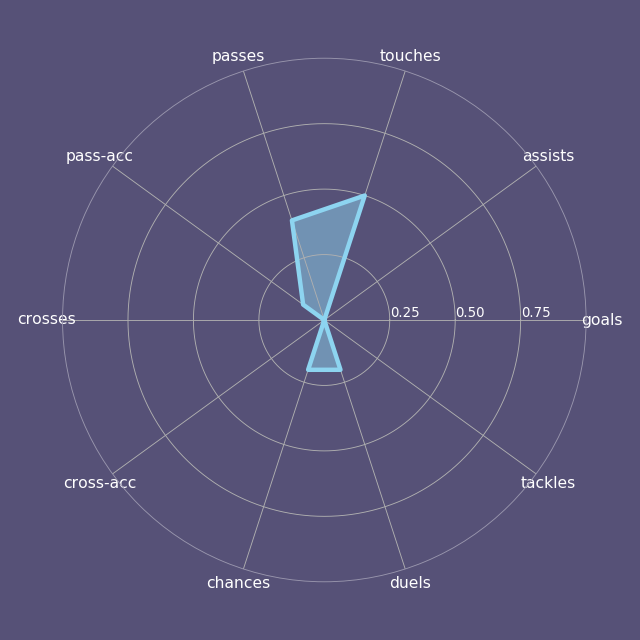 passes touches
pass-acc assists
crosses 0.25 0.50 0.75 goals
cross-acc tackles
chances duels